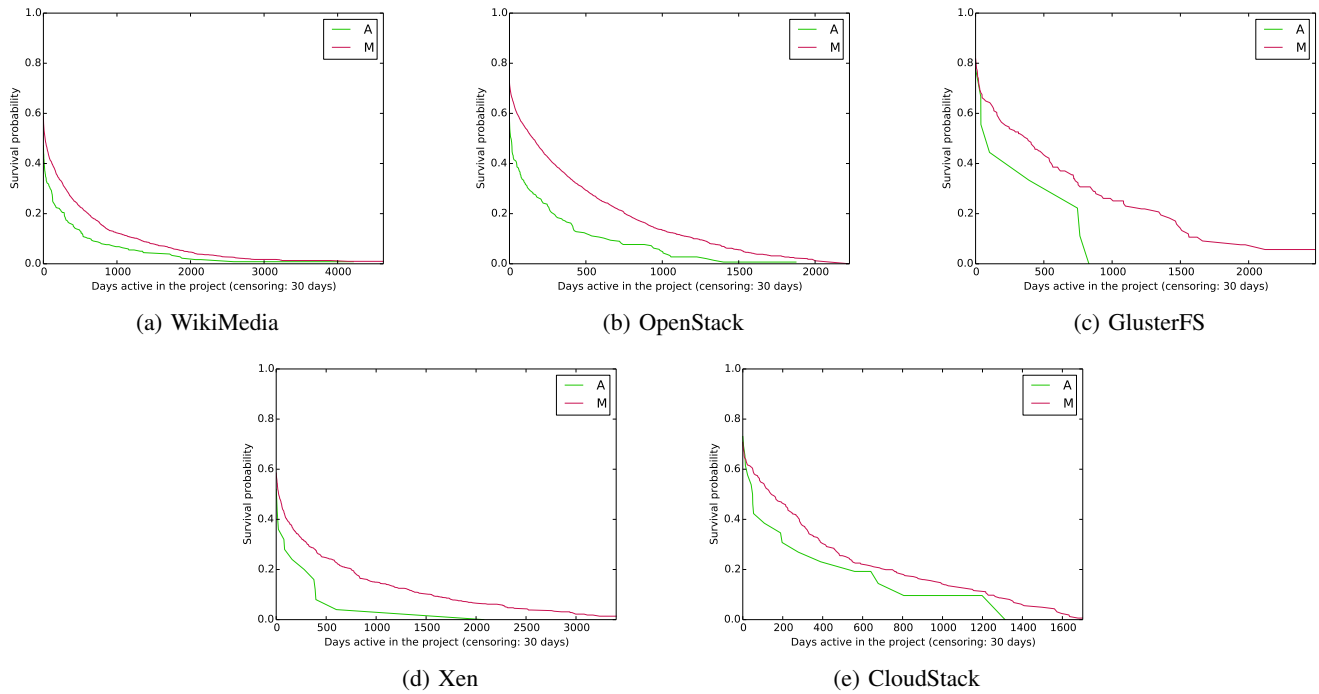 1.0
0.8
0.6
0.4
0.2
0.0
Survival probability
0 1000 2000 3000 4000
Days active in the project (censoring: 30 days)
A
M
(a) WikiMedia
1.0
0.8
0.6
0.4
0.2
0.0
Survival probability
0 500 1000 1500 2000
Days active in the project (censoring: 30 days)
A
M
(b) OpenStack
1.0
0.8
0.6
0.4
0.2
0.0
Survival probability
0 500 1000 1500 2000
Days active in the project (censoring: 30 days)
A
M
(c) GlusterFS
1.0
0.8
0.6
0.4
0.2
0.0
Survival probability
500 1000 1500 2000 2500 3000
Days active in the project (censoring: 30 days)
A
M
(d) Xen
1.0
0.8
0.6
0.4
0.2
0.0
Survival probability
0 200 400 600 800 1000 1200 1400 1600
Days active in the project (censoring: 30 days)
A
M
(e) CloudStack